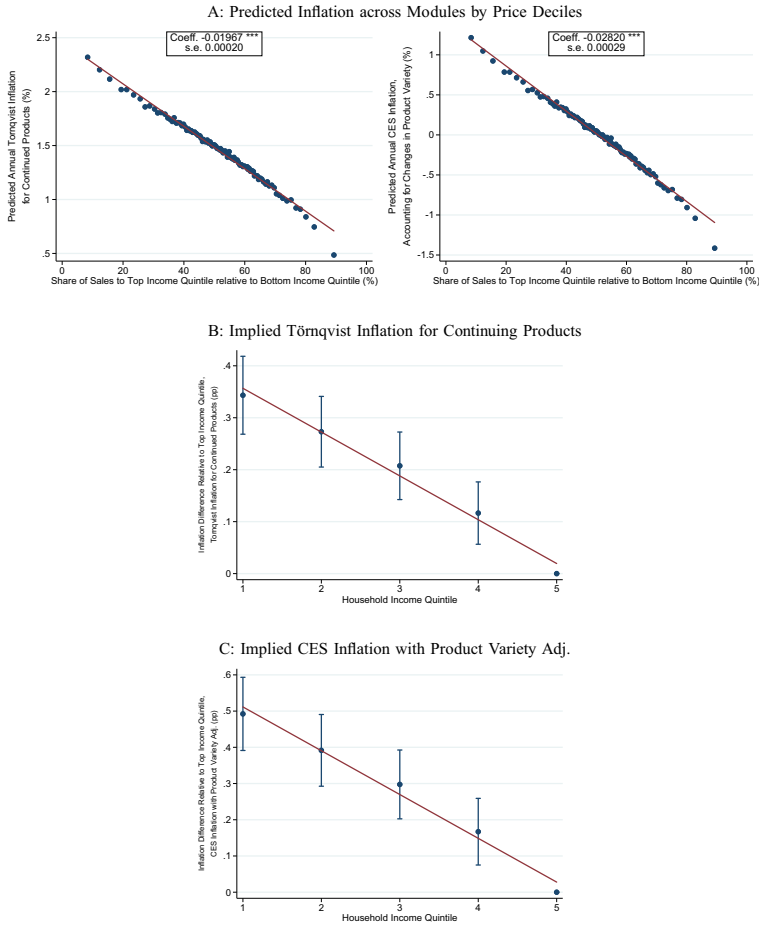 A: Predicted Inflation across Modules by Price Deciles
Predicted Annual Tornqvist Inflation
for Continued Products (%)
2.5
2
1.5
1
.5
Coeff. -0.01967 ***
s.e. 0.00020
0 20 40 60 80 100
Share of Sales to Top Income Quintile relative to Bottom Income Quintile (%)
Predicted Annual CES Inflation,
Accounting for Changes in Product Variety (%)
1
.5
0
-.5
-1
-1.5
Coeff. -0.02820 ***
s.e. 0.00029
0 20 40 60 80 100
Share of Sales to Top Income Quintile relative to Bottom Income Quintile (%)
B: Implied Törnqvist Inflation for Continuing Products
Inflation Difference Relative to Top Income Quintile,
Tornqvist Inflation for Continued Products (pp)
.4
.3
.2
.1
0
1 2 3 4 5
Household Income Quintile
C: Implied CES Inflation with Product Variety Adj.
Inflation Difference Relative to Top Income Quintile,
CES Inflation with Product Variety Adj. (pp)
.6
.5
.4
.3
.2
.1
0
1 2 3 4 5
Household Income Quintile